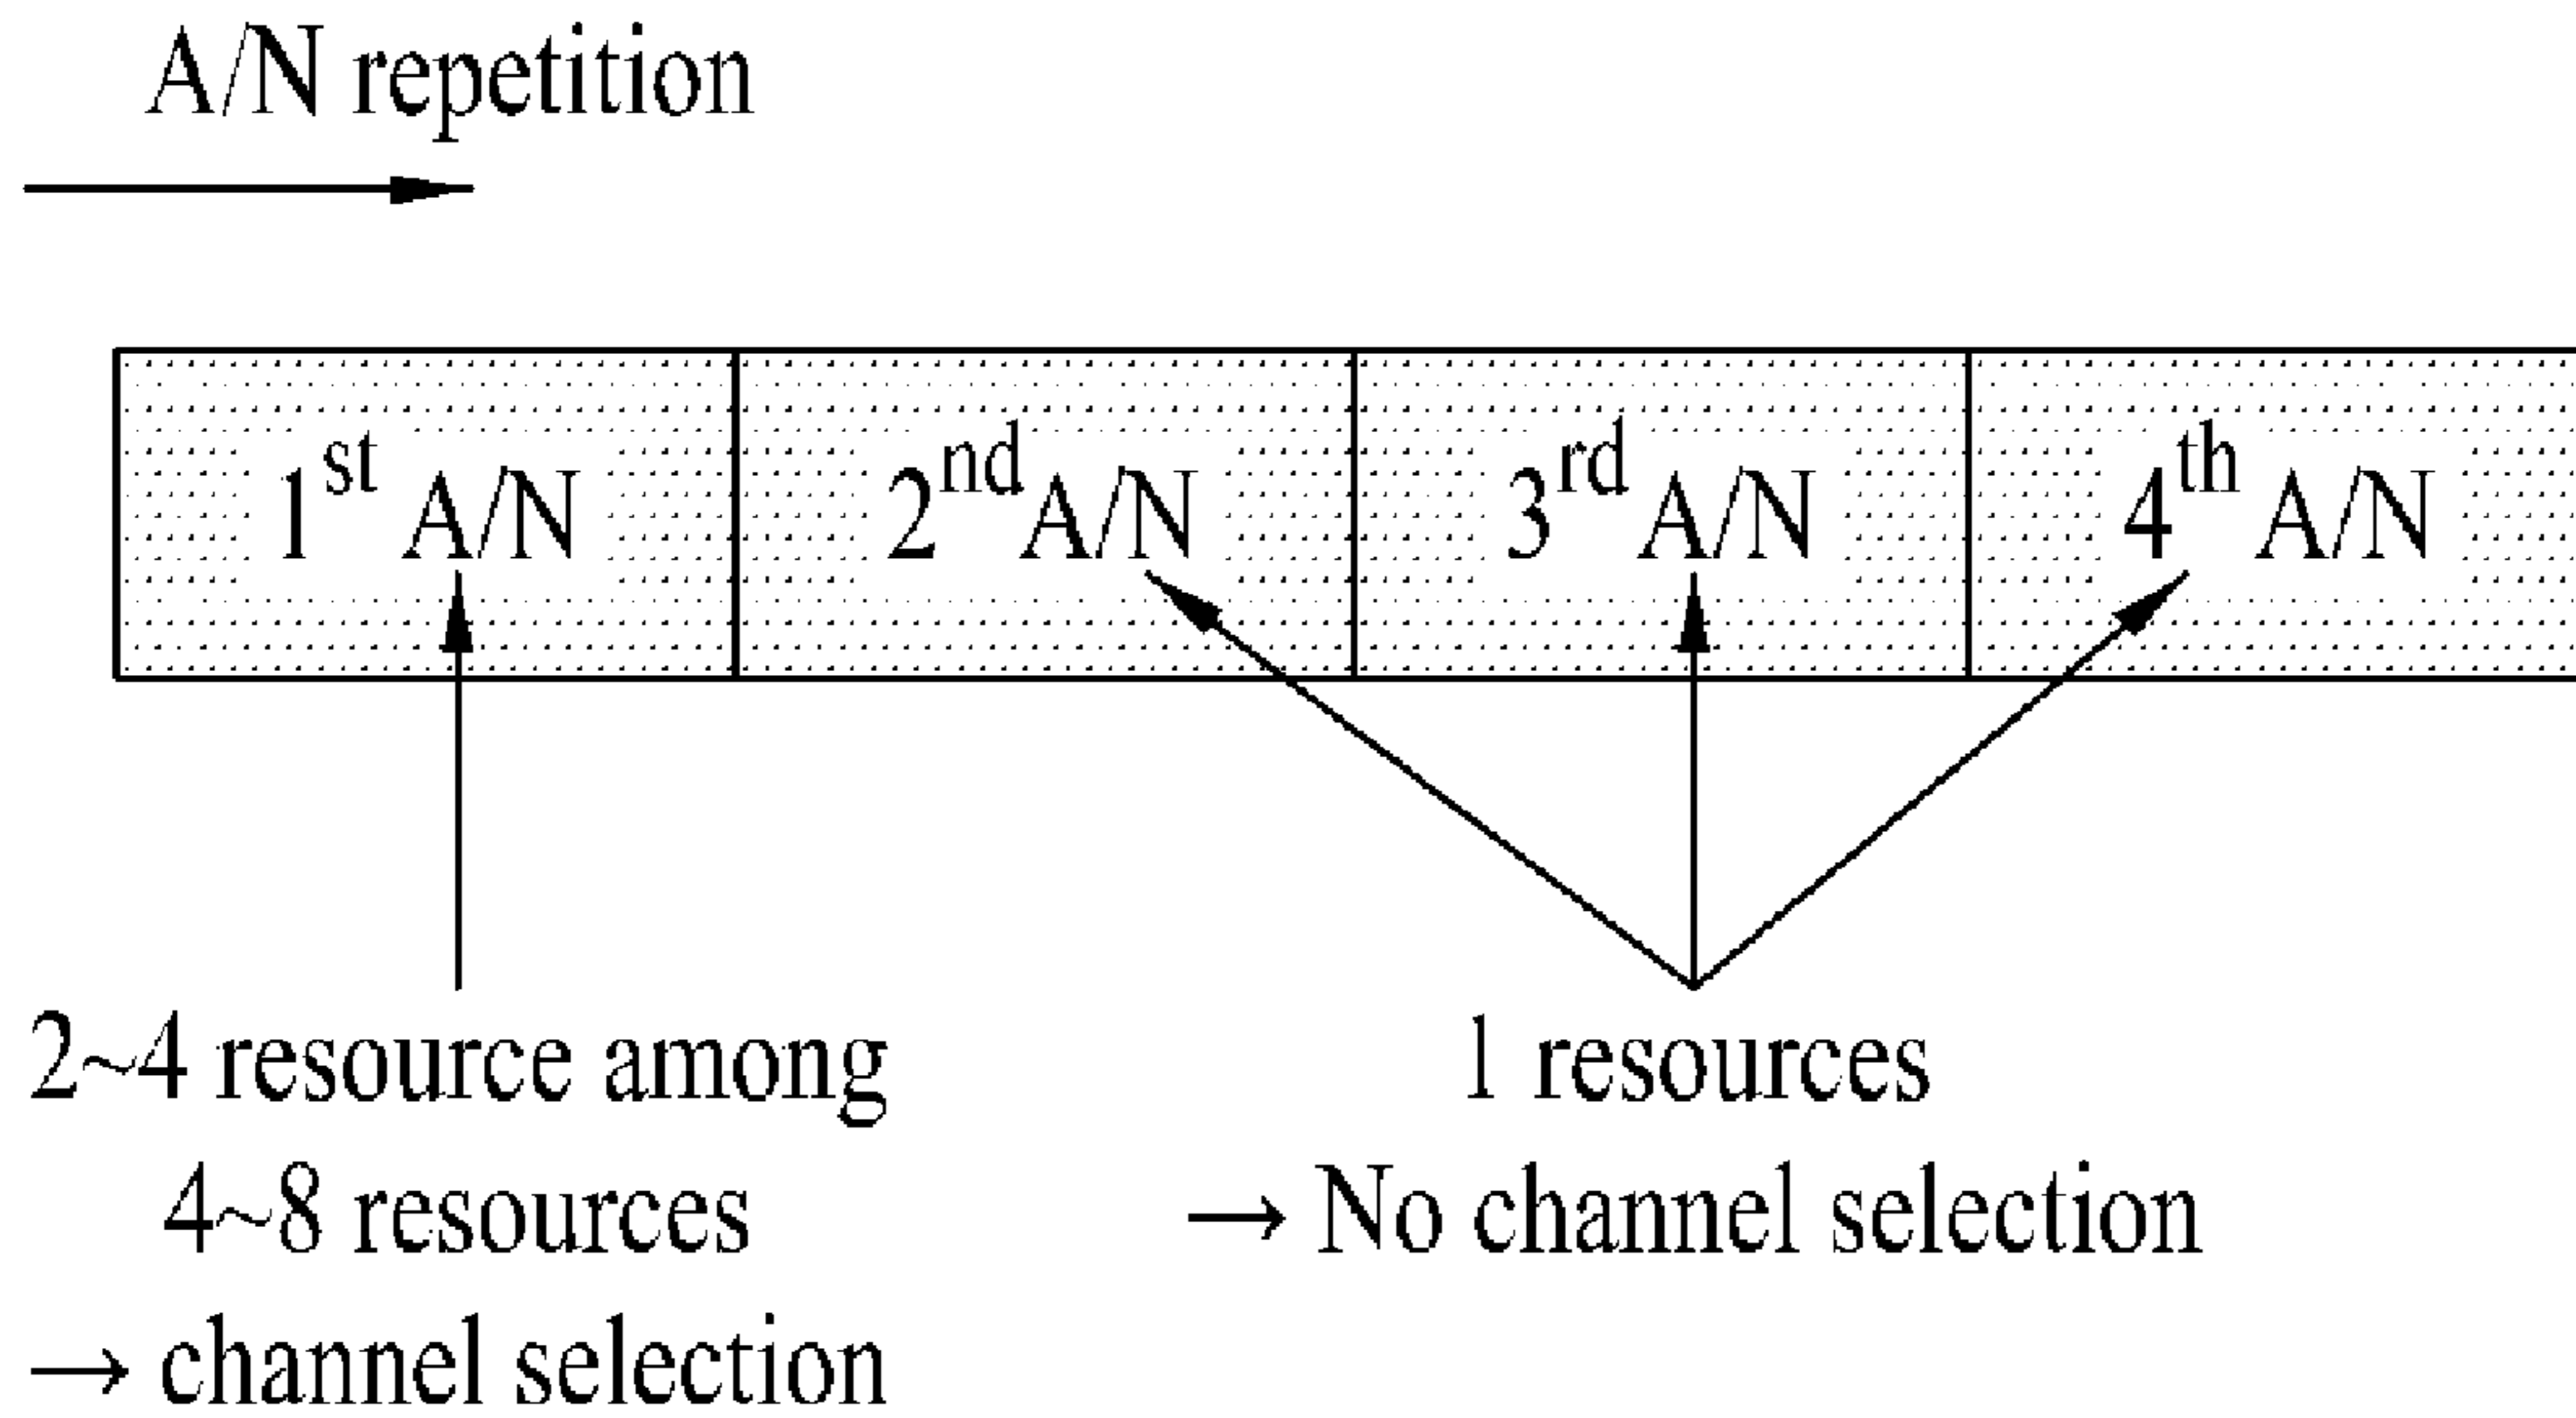 A/N repetition
1st A/N 2nd A/N 3rd A/N 4th A/N
2~4 resource among
4~8 resources
→ channel selection
1 resources
→ No channel selection